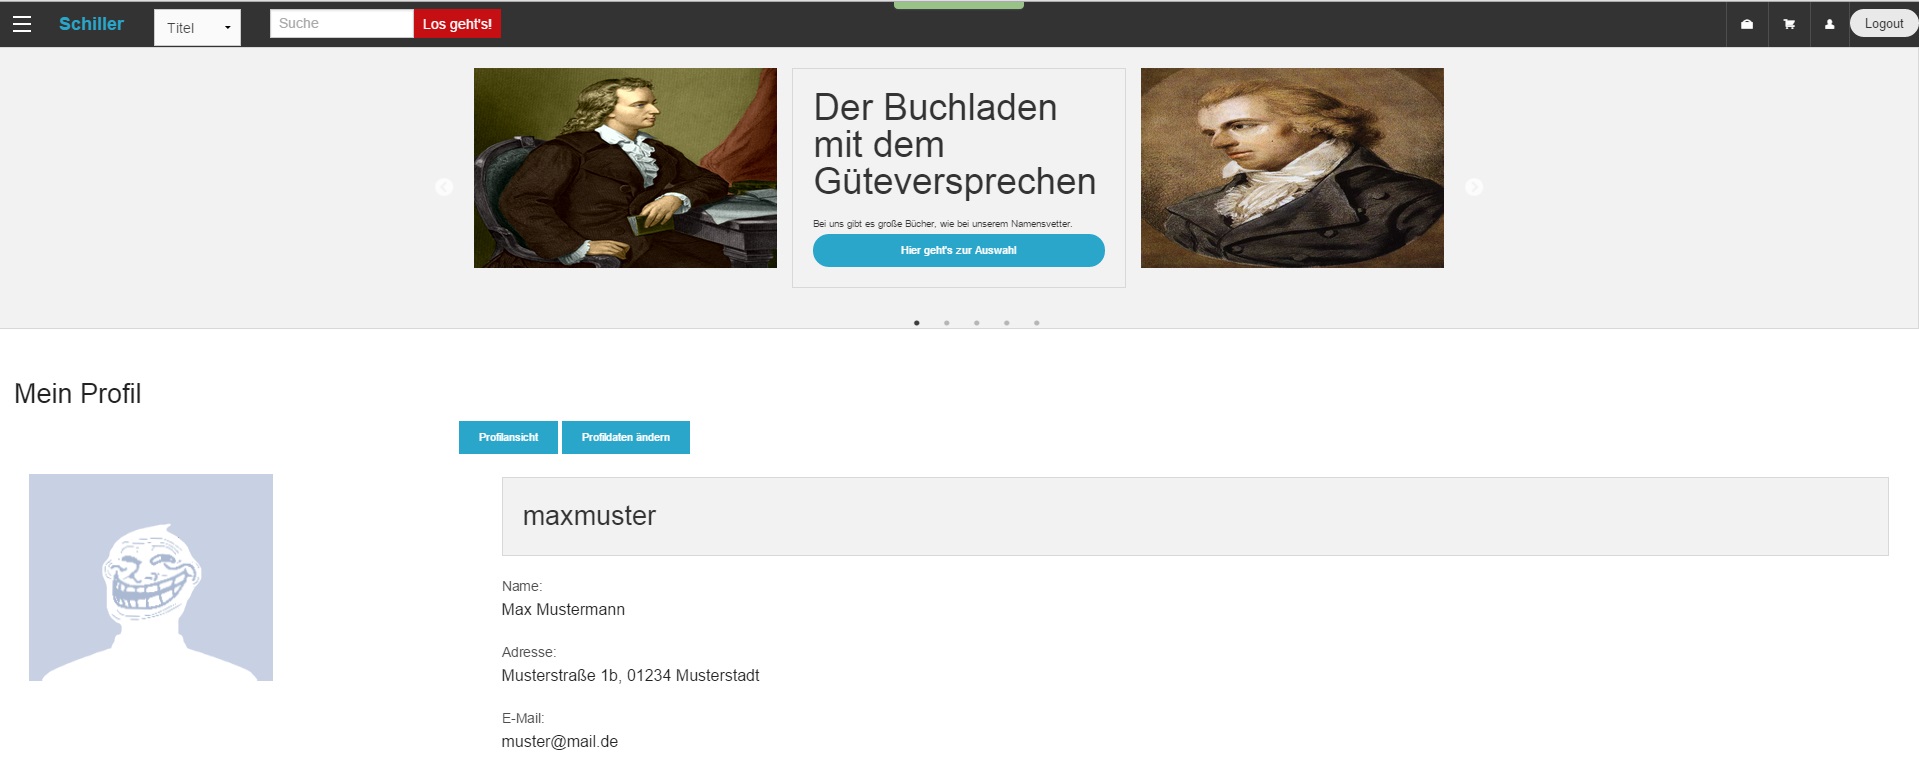 Schiller
Titel
Suche
Los geht's!
Logout
Der Buchladen
mit dem
Güteversprechen
Bei uns gibt es große Bücher, wie bei unserem Namensvetter.
Hier geht's zur Auswahl
Mein Profil
Profilansicht
Profildaten ändern
maxmuster
Name:
Max Mustermann
Adresse:
Musterstraße 1b, 01234 Musterstadt
E-Mail:
muster@mail.de